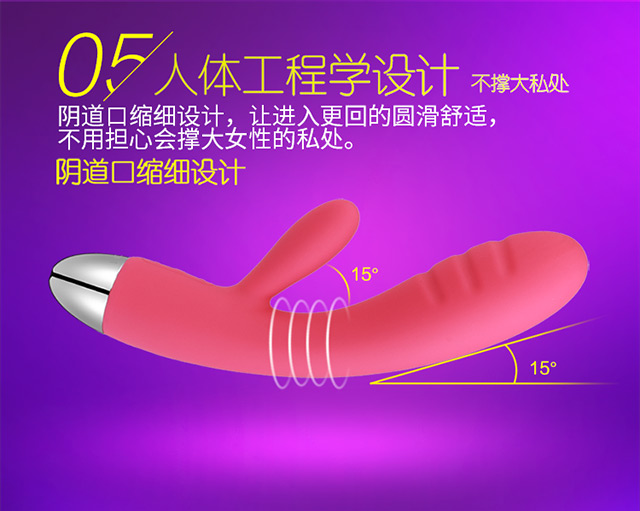 05 人体工程学设计 不撑大私处
阴道口缩细设计，让进入更回的圆滑舒适，
不用担心会撑大女性的私处。
阴道口缩细设计
15°
15°